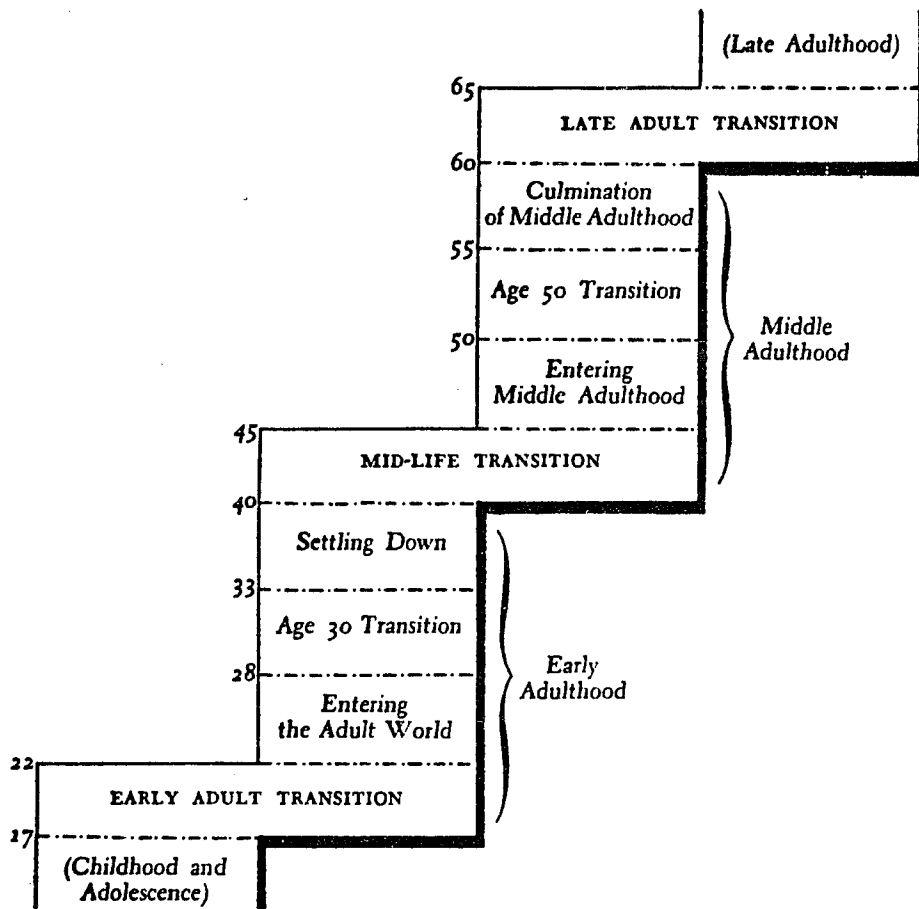 (Late Adulthood)
65
LATE ADULT TRANSITION
60
Culmination
of Middle Adulthood
55
Age 50 Transition
Middle
Adulthood
50
Entering
Middle Adulthood
45
MID-LIFE TRANSITION
40
Settling Down
33
Age 30 Transition
Early
Adulthood
28
Entering
the Adult World
22
EARLY ADULT TRANSITION
17
(Childhood and
Adolescence)